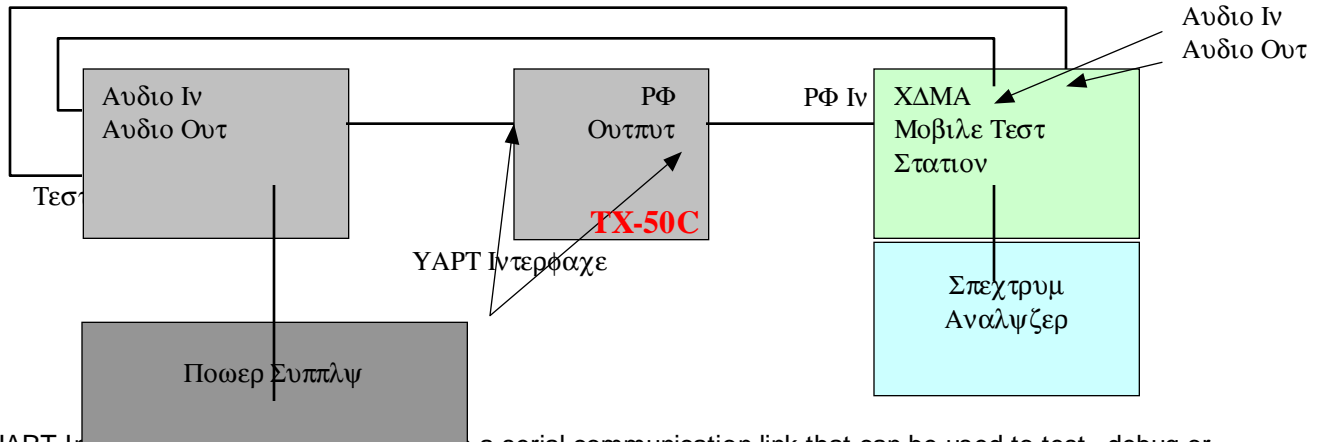 Αυδιο Ιν
Αυδιο Ουτ
Αυδιο Ιν
Αυδιο Ουτ
ΡΦ
Ουτπυτ
ΤΧ-50C
ΡΦ Ιν
ΧΔΜΑ
Μοβιλε Τεστ
Στατιον
Τεσ
ΥΑΡΤ Ιντερφαχε
Σπεχτρυμ
Αναλψζερ
Ποωερ Συππλψ
a serial communication link that can be used to test, debug or